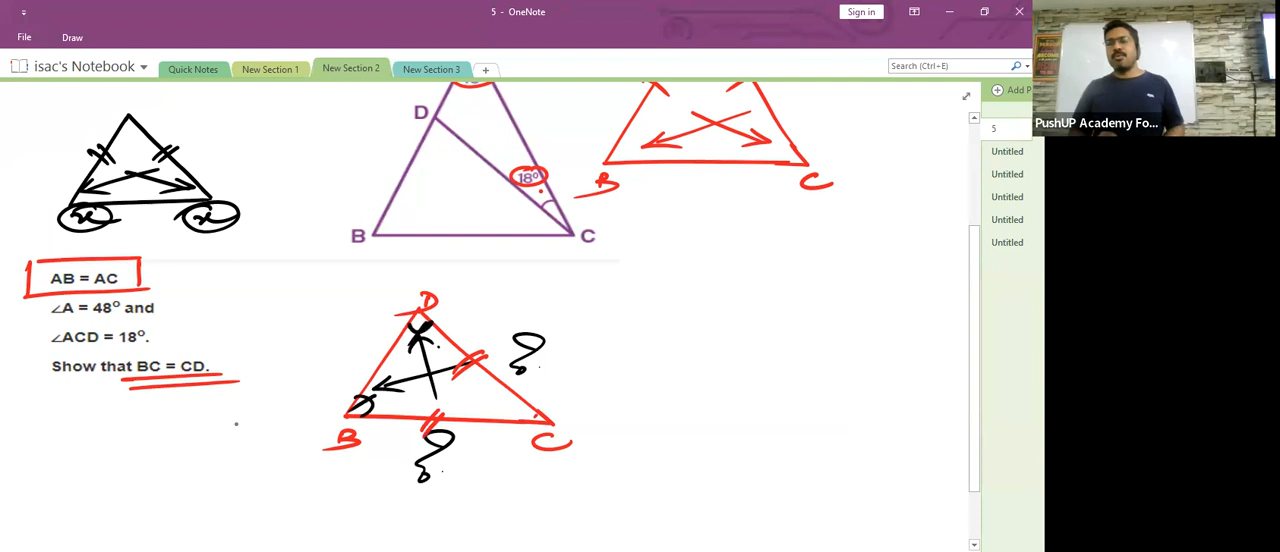 5 - OneNote
Sign in
File
Draw
isac's Notebook
Quick Notes
New Section 1
New Section 2
New Section 3
+
Search (Ctrl+E)
Add P
5
Untitled
Untitled
Untitled
Untitled
Untitled
PushUP Academy Fo...
D
18°
B
C
B
C
x
x
AB = AC
∠A = 48° and
∠ACD = 18°.
Show that BC = CD.
D
B
C